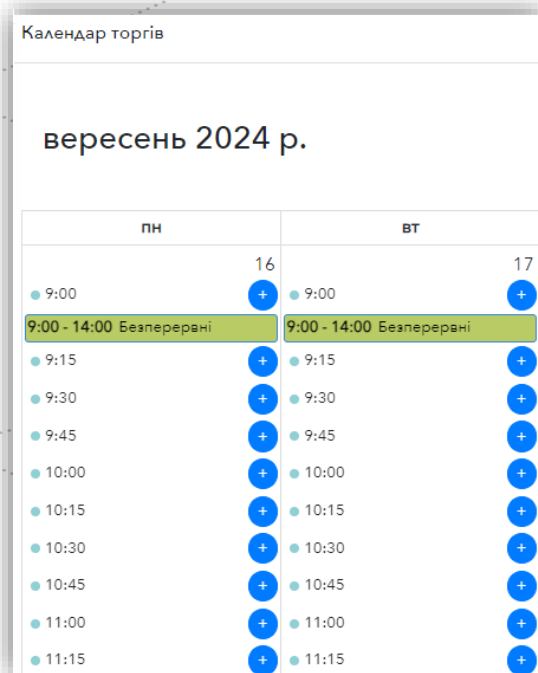 Календар торгів
вересень 2024 р.
пн вт
16 17
9:00 + 9:00 +
9:00 - 14:00 Безперервні 9:00 - 14:00 Безперервні
9:15 + 9:15 +
9:30 + 9:30 +
9:45 + 9:45 +
10:00 + 10:00 +
10:15 + 10:15 +
10:30 + 10:30 +
10:45 + 10:45 +
11:00 + 11:00 +
11:15 + 11:15 +